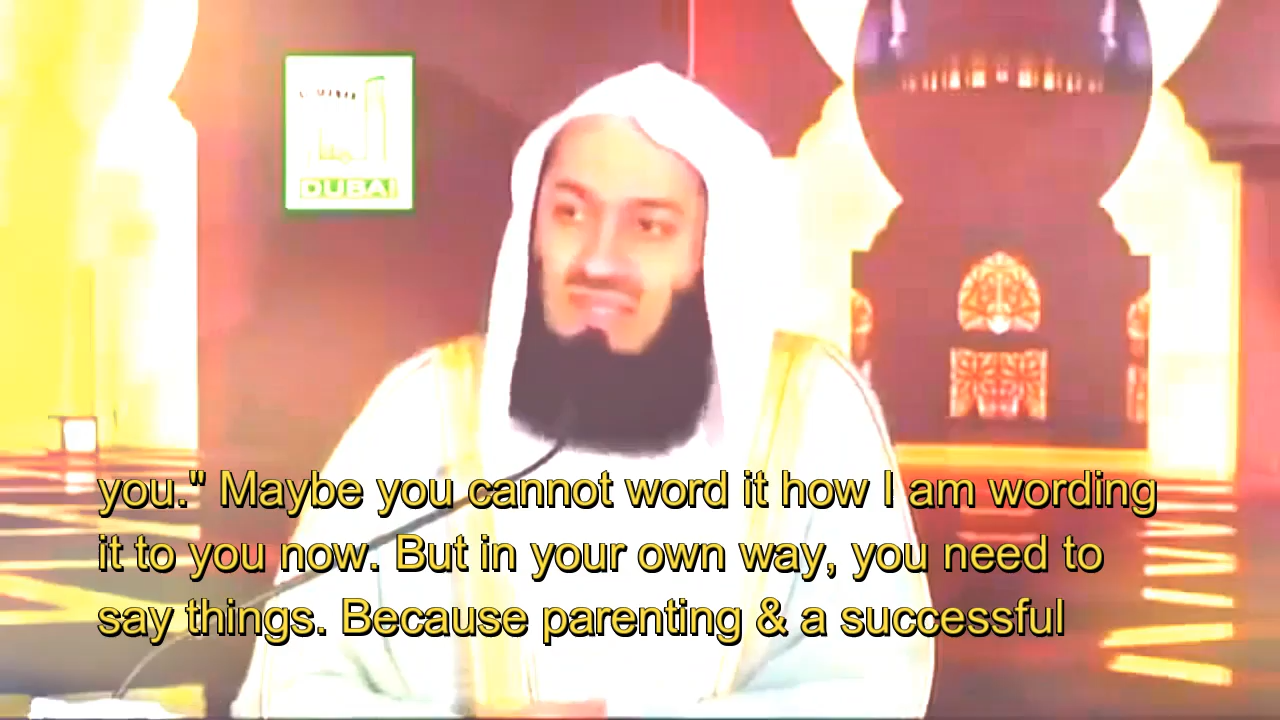 DUBAI
you." Maybe you cannot word it how I am wording
it to you now. But in your own way, you need to
say things. Because parenting & a successful